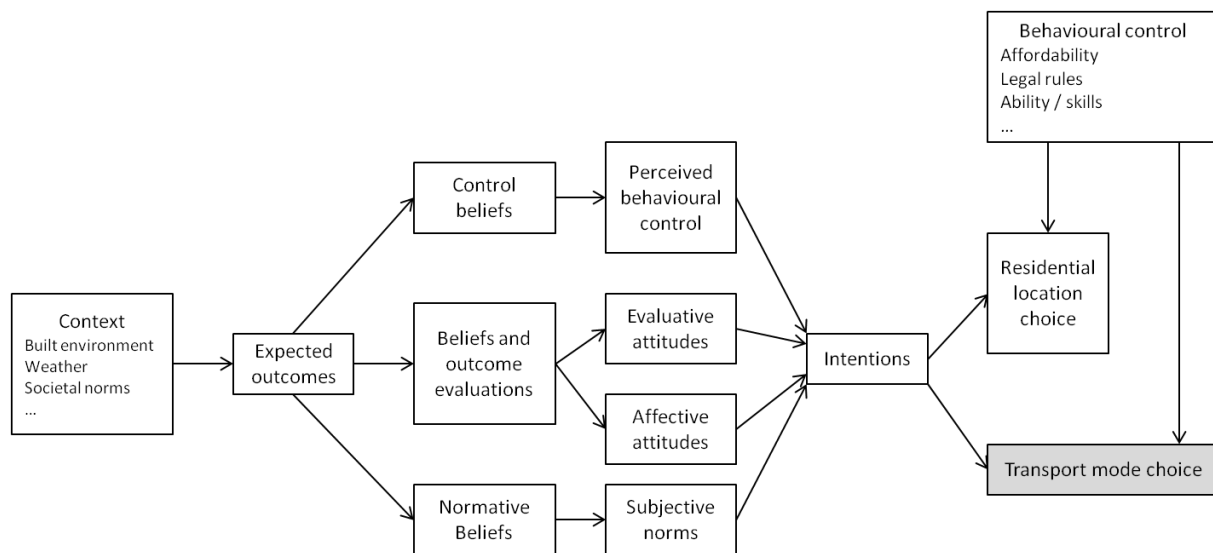 Behavioural control
Affordability
Legal rules
Ability / skills
...
Control
beliefs
Perceived
behavioural
control
Residential
location
choice
Context
Built environment
Weather
Societal norms
...
Expected
outcomes
Beliefs and
outcome
evaluations
Evaluative
attitudes
Affective
attitudes
Intentions
Transport mode choice
Normative
Beliefs
Subjective
norms